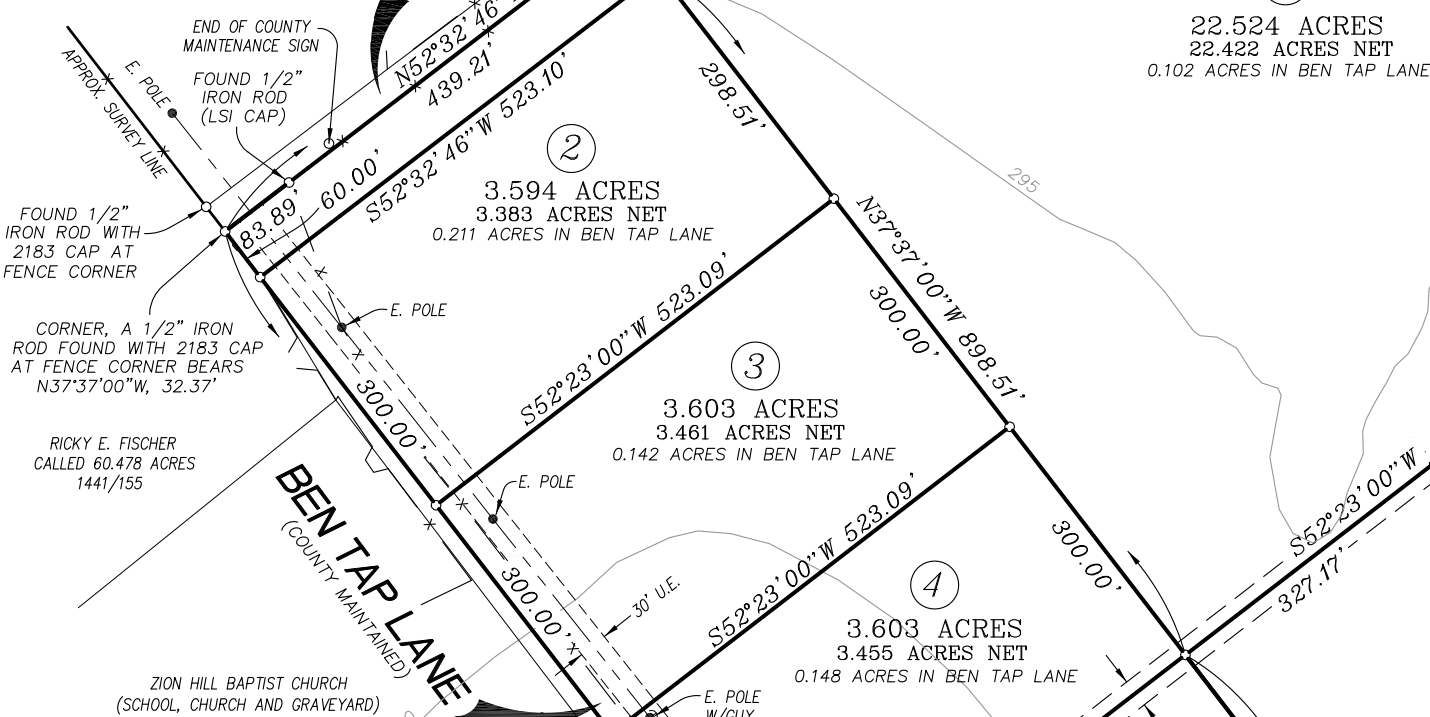 22.524 ACRES
22.422 ACRES NET
0.102 ACRES IN BEN TAP LANE
END OF COUNTY
MAINTENANCE SIGN
FOUND 1/2"
IRON ROD
(LSI CAP)
E. POLE
APPROX. SURVEY LINE
N52°32'46"
439.21'
S52°32'46"W 523.10'
60.00'
83.89'
298.51'
2
3.594 ACRES
3.383 ACRES NET
0.211 ACRES IN BEN TAP LANE
295
FOUND 1/2"
IRON ROD WITH
2183 CAP AT
FENCE CORNER
E. POLE
CORNER, A 1/2" IRON
ROD FOUND WITH 2183 CAP
AT FENCE CORNER BEARS
N37°37'00"W, 32.37'
300.00'
S52°23'00"W 523.09'
N37°37'00"W 898.51'
300.00'
3
3.603 ACRES
3.461 ACRES NET
0.142 ACRES IN BEN TAP LANE
RICKY E. FISCHER
CALLED 60.478 ACRES
1441/155
E. POLE
BEN TAP LANE
(COUNTY MAINTAINED)
300.00'
S52°23'00"W 523.09'
30' U.E.
300.00'
S52°23'00"W
327.17'
4
3.603 ACRES
3.455 ACRES NET
0.148 ACRES IN BEN TAP LANE
ZION HILL BAPTIST CHURCH
(SCHOOL, CHURCH AND GRAVEYARD)
E. POLE
W/GUY